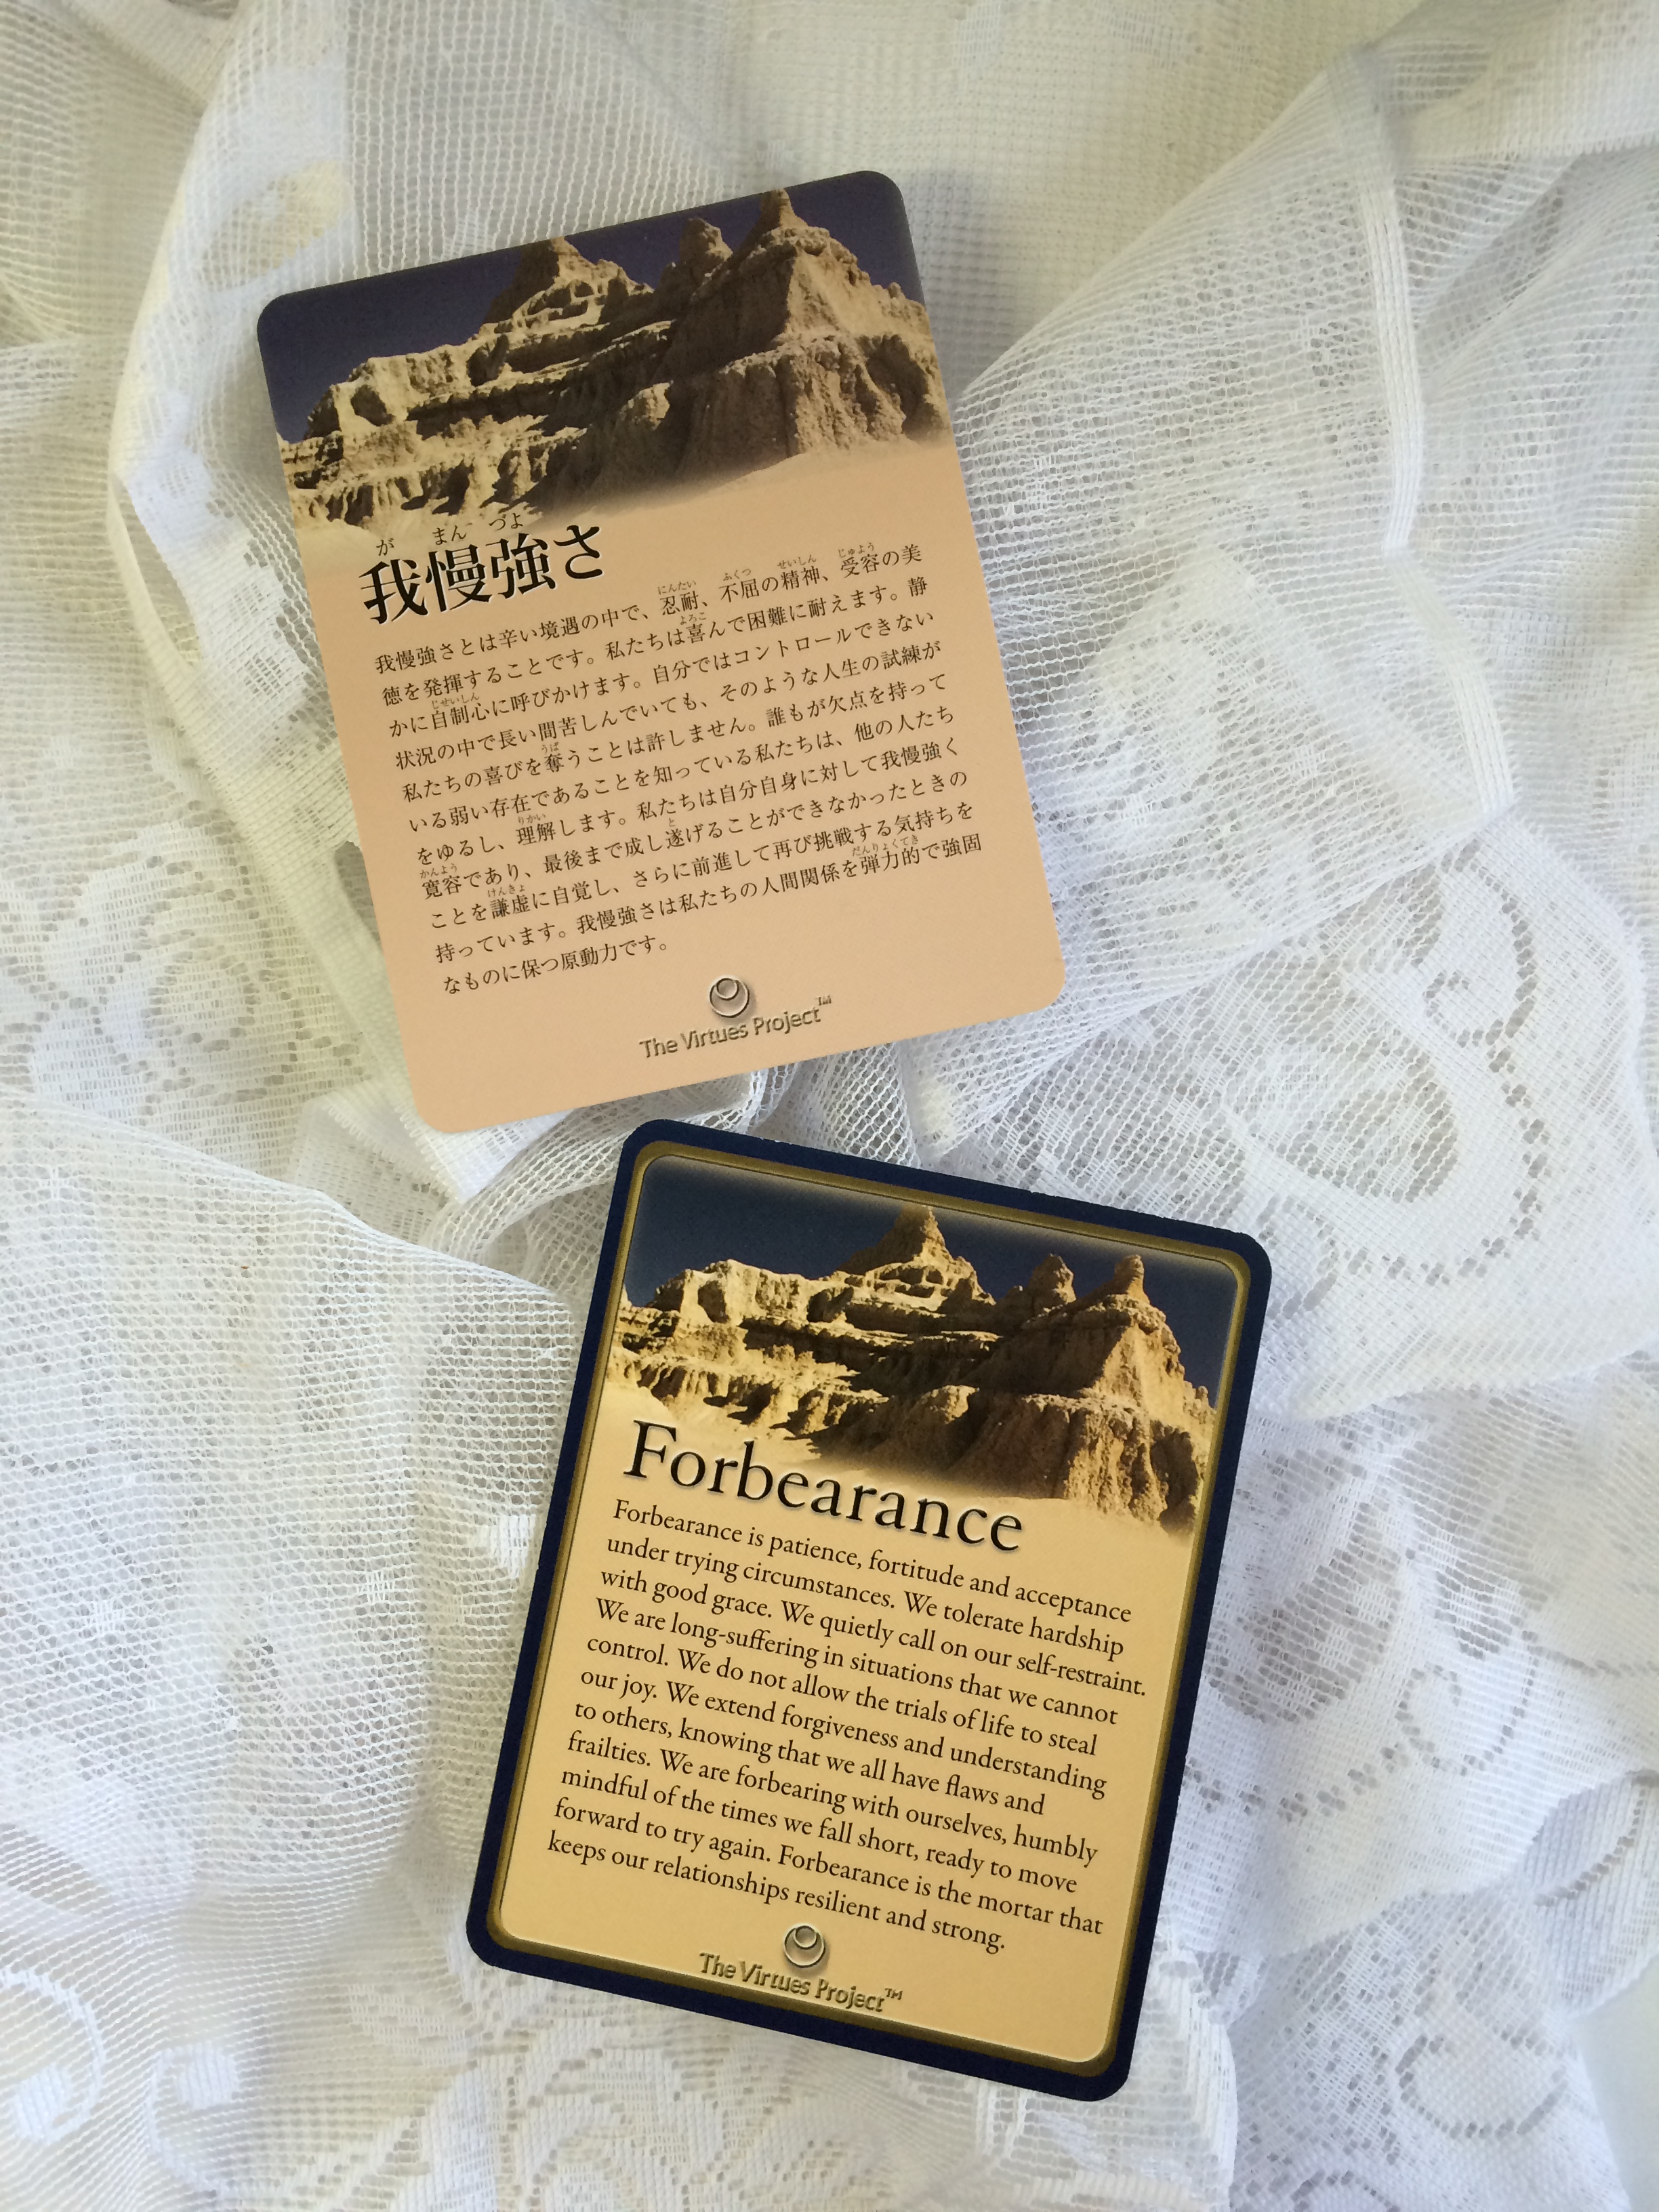 が まん づよ
我慢強さ
我慢強さとは辛い境遇の中で、忍耐、不屈の精神、受容の美
徳を発揮することです。私たちは喜んで困難に耐えます。静
かに自制心に呼びかけます。自分ではコントロールできない
状況の中で長い間苦しんでいても、そのような人生の試練が
私たちの喜びを奪うことは許しません。誰もが欠点を持って
いる弱い存在であることを知っている私たちは、他の人たち
をゆるし、理解します。私たちは自分自身に対して我慢強く
寛容であり、最後まで成し遂げることができなかったときの
ことを謙虚に自覚し、さらに前進して再び挑戦する気持ちを
持っています。我慢強さは私たちの人間関係を弾力的で強固
なものに保つ原動力です。
The Virtues Project™
Forbearance
Forbearance is patience, fortitude and acceptance
under trying circumstances. We tolerate hardship
with good grace. We quietly call on our self-restraint.
We are long-suffering in situations that we cannot
control. We do not allow the trials of life to steal
our joy. We extend forgiveness and understanding
to others, knowing that we all have flaws and
frailties. We are forbearing with ourselves, humbly
mindful of the times we fall short, ready to move
forward to try again. Forbearance is the mortar that
keeps our relationships resilient and strong.
The Virtues Project™